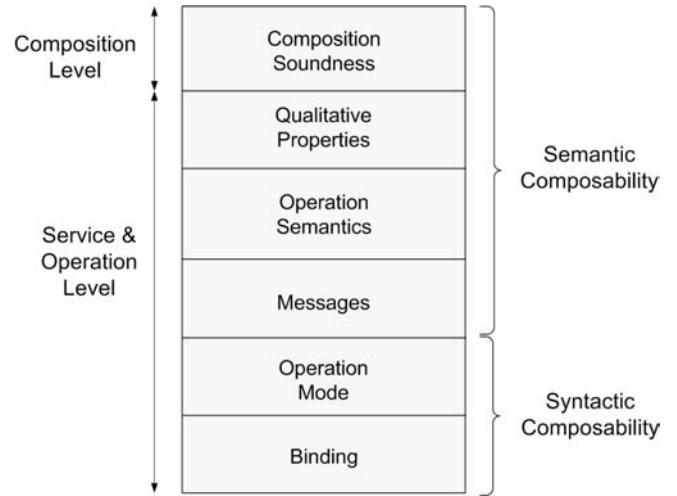 Composition
Level
Service &
Operation
Level
Composition
Soundness
Qualitative
Properties
Operation
Semantics
Messages
Operation
Mode
Binding
Semantic
Composability
Syntactic
Composability